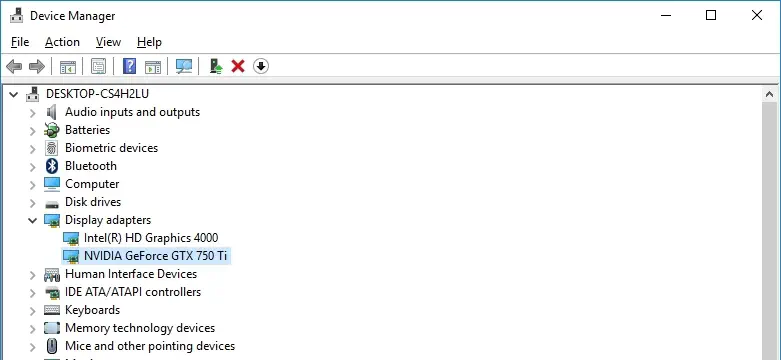 Device Manager
File Action View Help
DESKTOP-CS4H2LU
Audio inputs and outputs
Batteries
Biometric devices
Bluetooth
Computer
Disk drives
Display adapters
Intel(R) HD Graphics 4000
NVIDIA GeForce GTX 750 Ti
Human Interface Devices
IDE ATA/ATAPI controllers
Keyboards
Memory technology devices
Mice and other pointing devices